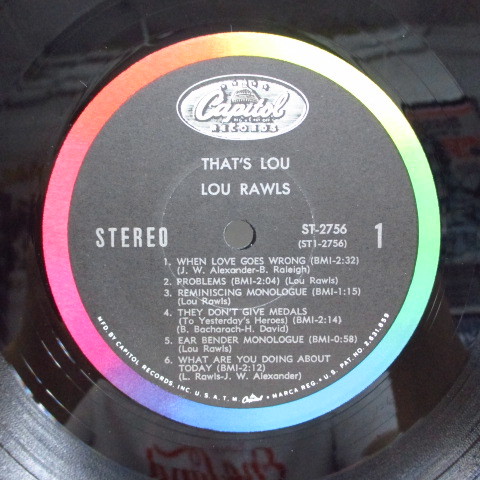 Capitol
RECORDS
THAT'S LOU
LOU RAWLS
STEREO
ST-2756
(ST1-2756)
1
1. WHEN LOVE GOES WRONG (BMI-2:32)
(J. W. Alexander-B. Raleigh)
2. PROBLEMS (BMI-2:04) (Lou Rawls)
3. REMINISCING MONOLOGUE (BMI-1:15)
(Lou Rawls)
4. THEY DON'T GIVE MEDALS
(To Yesterday's Heroes) (BMI-2:14)
(B. Bacharach-H. David)
5. EAR BENDER MONOLOGUE (BMI-0:58)
(Lou Rawls)
6. WHAT ARE YOU DOING ABOUT
TODAY (BMI-2:12)
(L. Rawls-J. W. Alexander)
MFD. BY CAPITOL RECORDS, INC. U. S. A. T. M. Capitol • MARCA REG. • U. S. PAT. NO. 2,631,859